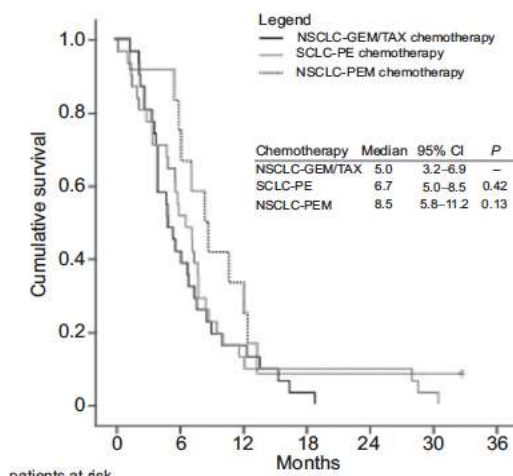 Legend
NSCLC-GEM/TAX chemotherapy
SCLC-PE chemotherapy
NSCLC-PEM chemotherapy
Chemotherapy Median 95% CI P
NSCLC-GEM/TAX 5.0 3.2–6.9 –
SCLC-PE 6.7 5.0–8.5 0.42
NSCLC-PEM 8.5 5.8–11.2 0.13
Cumulative survival
1.0
0.8
0.6
0.4
0.2
0
0 6 12 18 24 30 36
Months
patients at risk